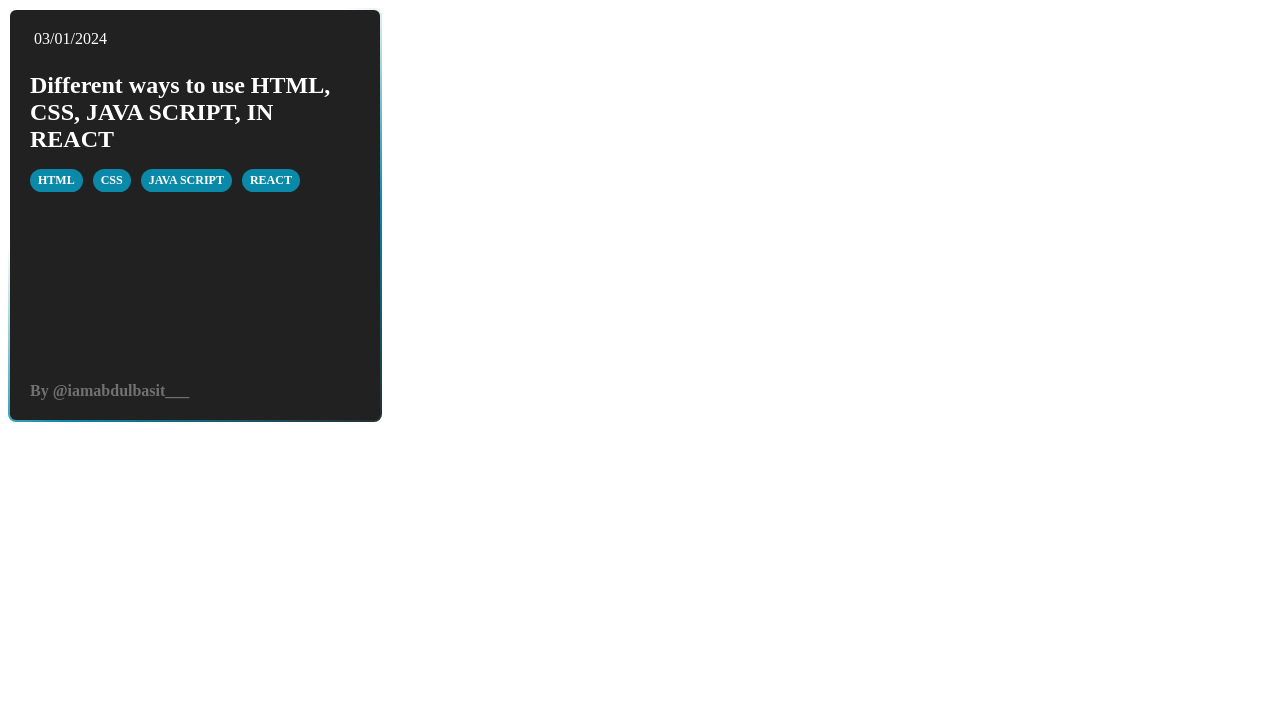 03/01/2024
Different ways to use HTML,
CSS, JAVA SCRIPT, IN
REACT
HTML CSS JAVA SCRIPT REACT
By @iamabdulbasit___